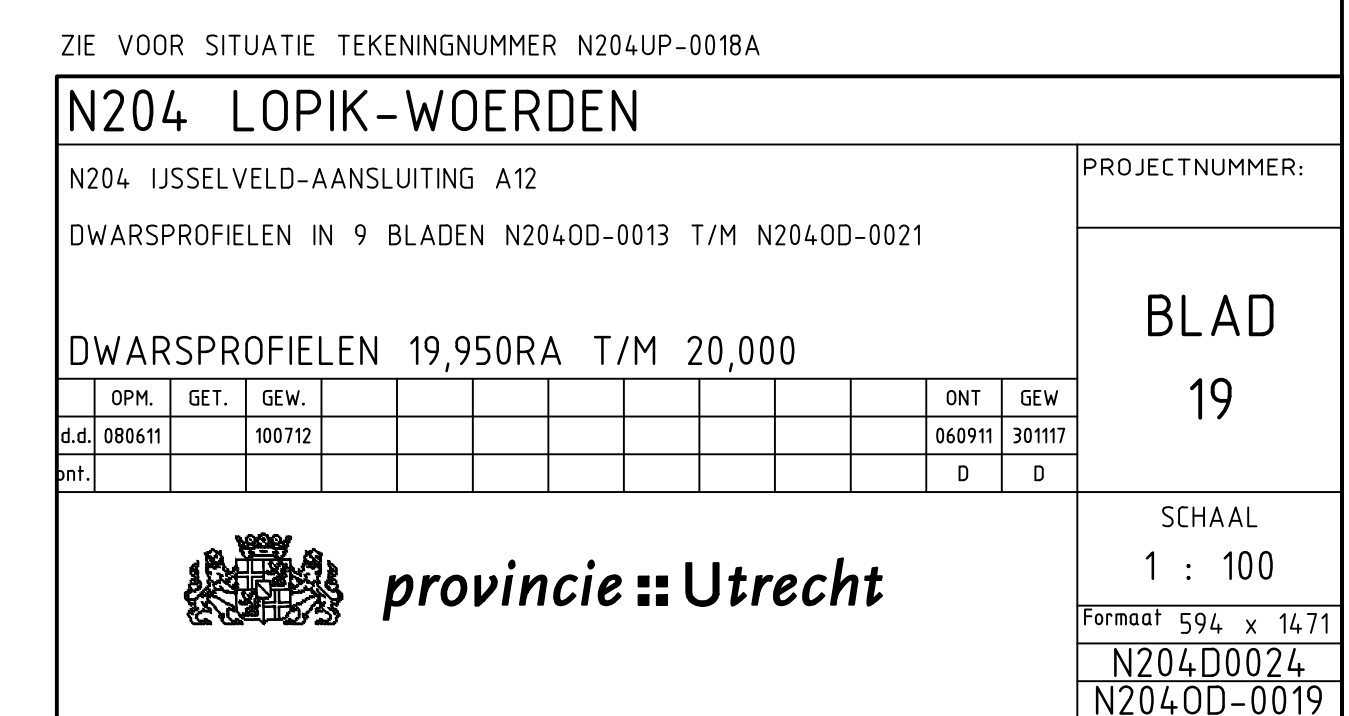 ZIE VOOR SITUATIE TEKENINGNUMMER N204UP-0018A
N204 LOPIK-WOERDEN
N204 IJSSELVELD-AANSLUITING A12
PROJECTNUMMER:
DWARSPROFIELEN IN 9 BLADEN N204OD-0013 T/M N204OD-0021
DWARSPROFIELEN 19,950RA T/M 20,000
BLAD
19
OPM. GET. GEW. ONT GEW
d.d. 080611 100712 060911 301117
ont. D D
SCHAAL
1 : 100
provincie :: Utrecht
Formaat 594 x 1471
N204D0024
N204OD-0019